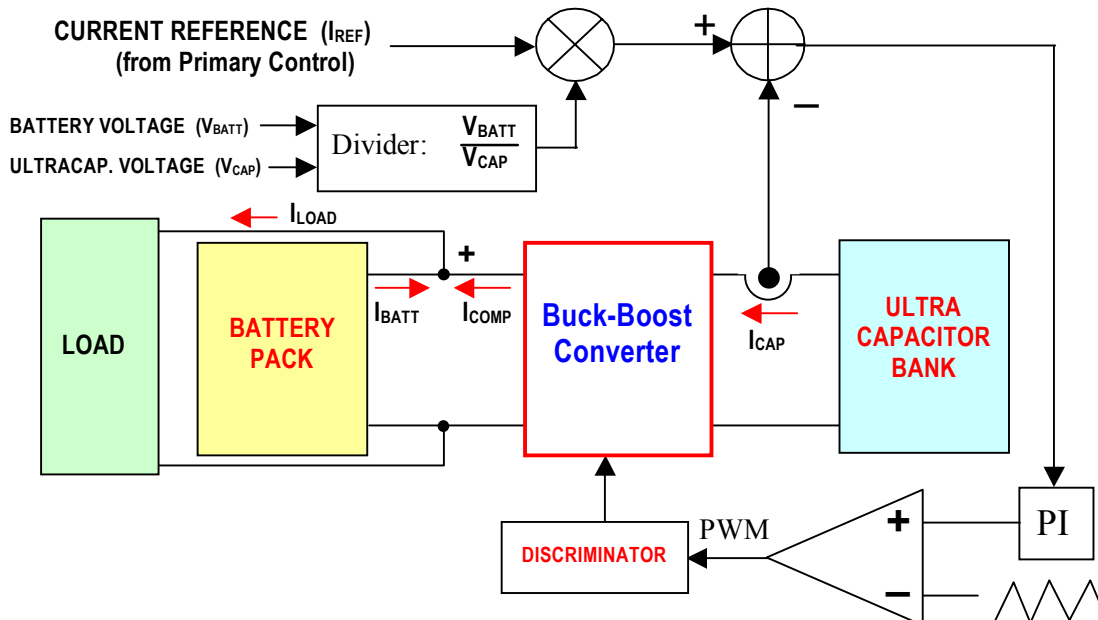 CURRENT REFERENCE (IREF)
(from Primary Control)
+
−
BATTERY VOLTAGE (VBATT)
ULTRACAP. VOLTAGE (VCAP)
Divider: VBATT
VCAP
ILOAD
+
LOAD
BATTERY
PACK
IBATT
ICOMP
Buck-Boost
Converter
ICAP
ULTRA
CAPACITOR
BANK
DISCRIMINATOR
PWM
+
−
PI